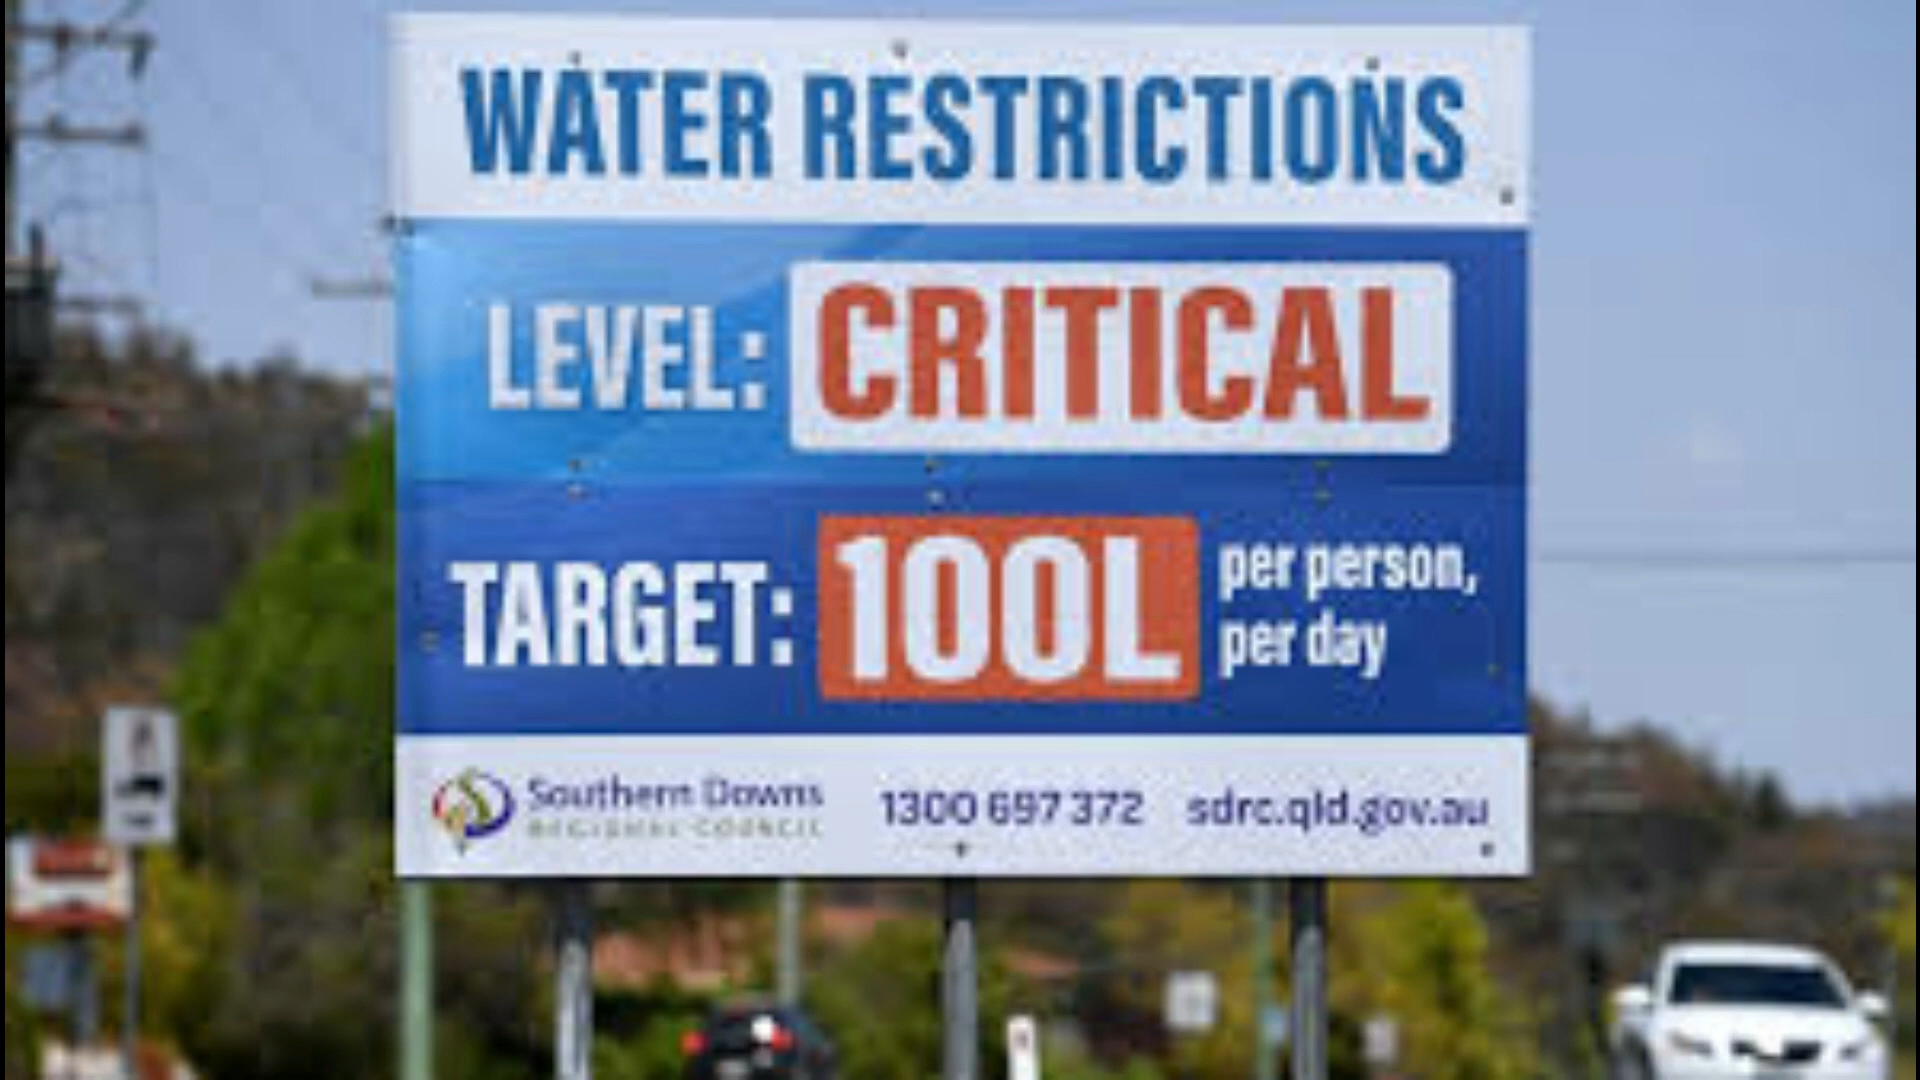 WATER RESTRICTIONS
LEVEL: CRITICAL
TARGET: 100L per person,
per day
Southern Downs
REGIONAL COUNCIL
1300 697 372
sdrc.qld.gov.au